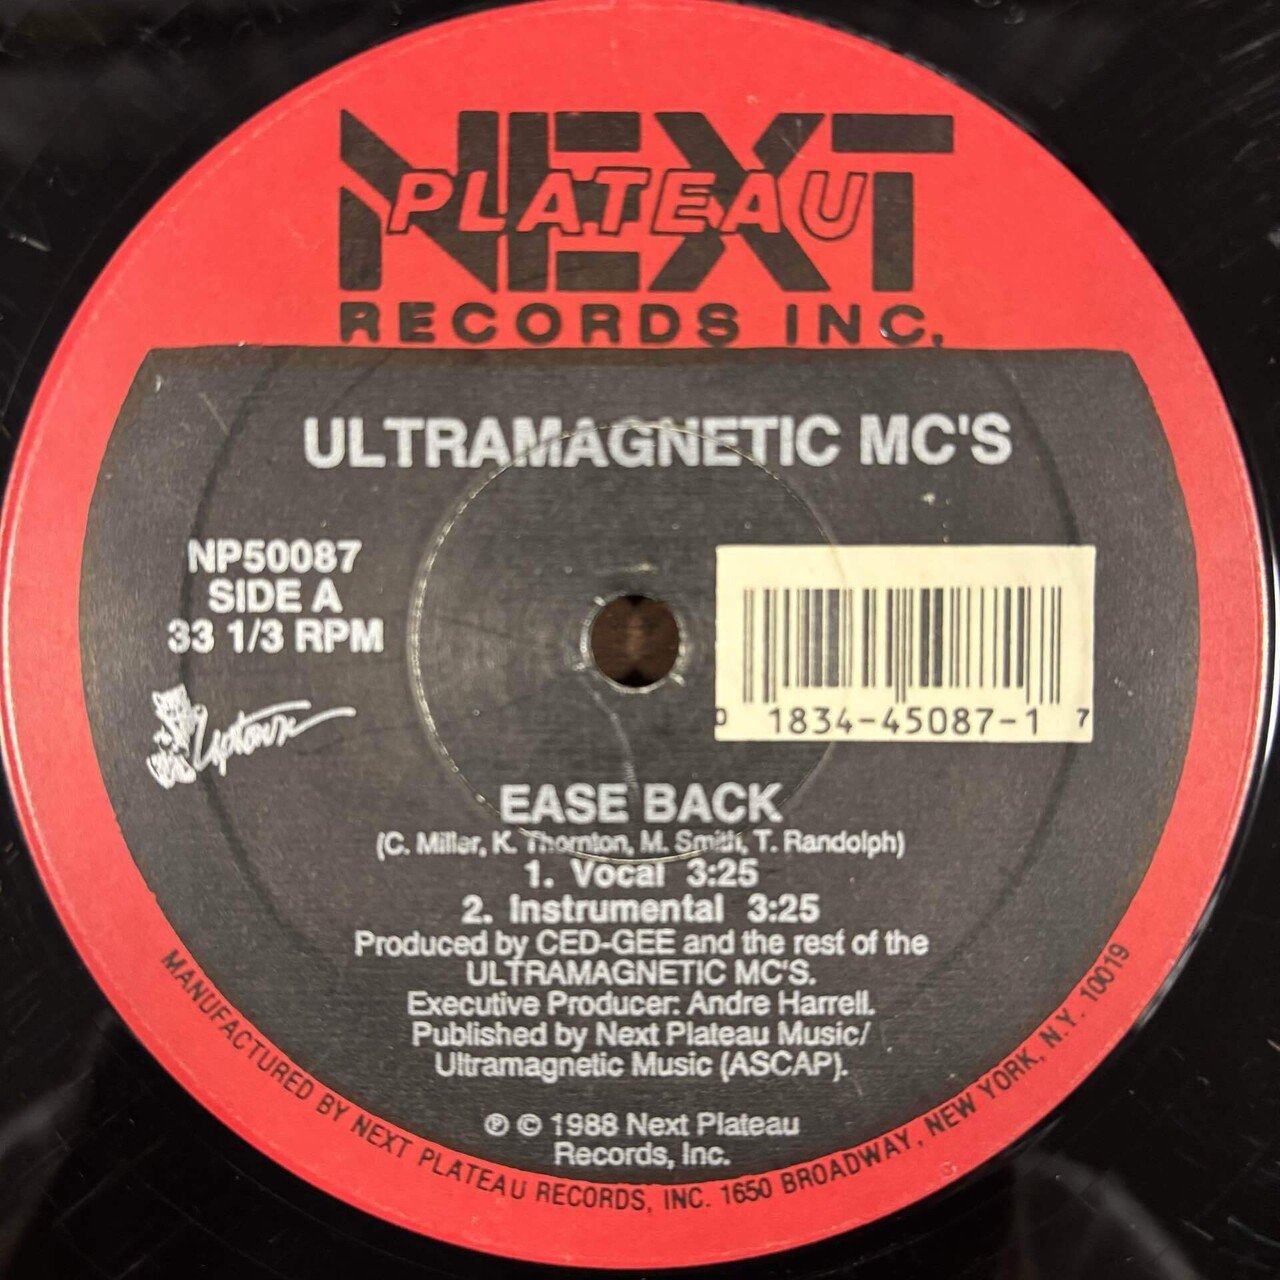 NEXT
PLATEAU
RECORDS INC.
ULTRAMAGNETIC MC'S
NP50087
SIDE A
33 1/3 RPM
Uptown
0 1834-45087-1 7
EASE BACK
(C. Miller, K. Thornton, M. Smith, T. Randolph)
1. Vocal 3:25
2. Instrumental 3:25
Produced by CED-GEE and the rest of the
ULTRAMAGNETIC MC'S.
Executive Producer: Andre Harrell.
Published by Next Plateau Music/
Ultramagnetic Music (ASCAP).
℗ © 1988 Next Plateau
Records, Inc.
MANUFACTURED BY NEXT PLATEAU RECORDS, INC. 1650 BROADWAY, NEW YORK, N.Y. 10019